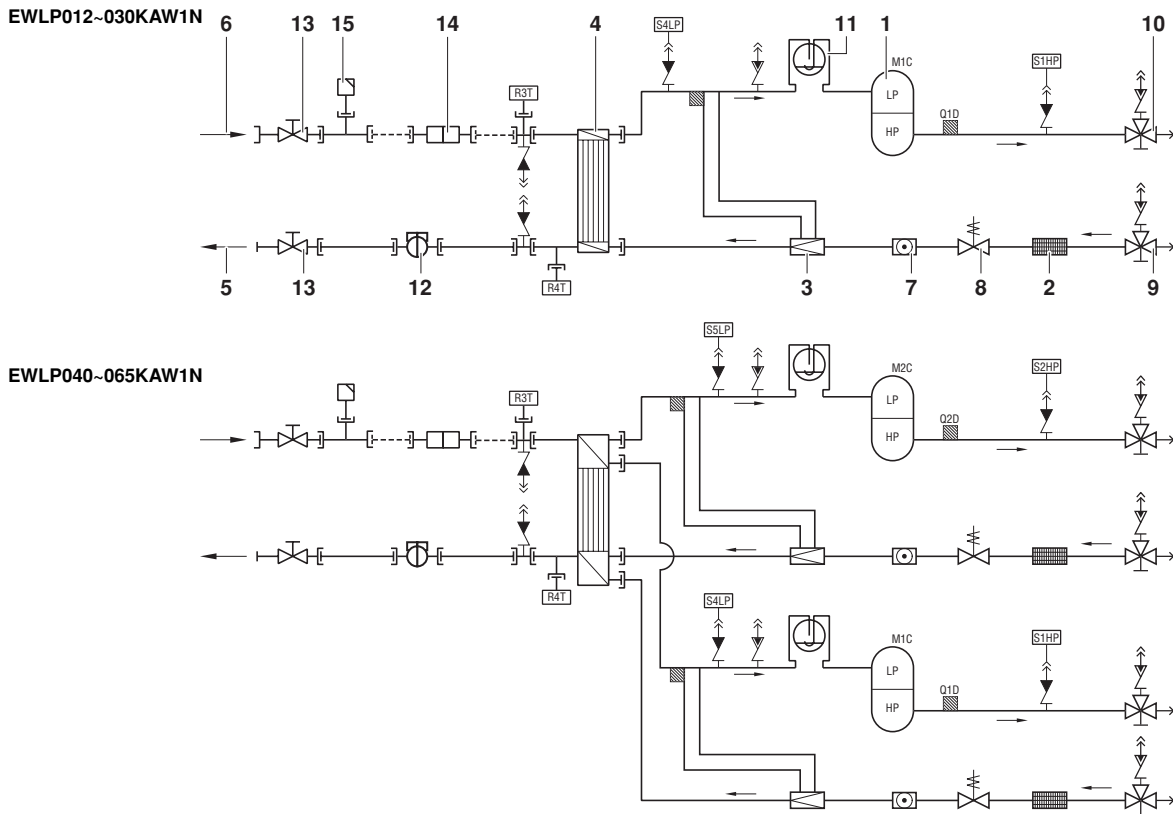 EWLP012~030KAW1N
6 13 15 14 4 11 1 10
S4LP
M1C
S1HP
R3T
LP
Q1D
HP
R4T
5 13 12 3 7 8 2 9
EWLP040~065KAW1N
S5LP
M2C
S2HP
R3T
LP
Q2D
HP
R4T
S4LP
M1C
S1HP
LP
Q1D
HP